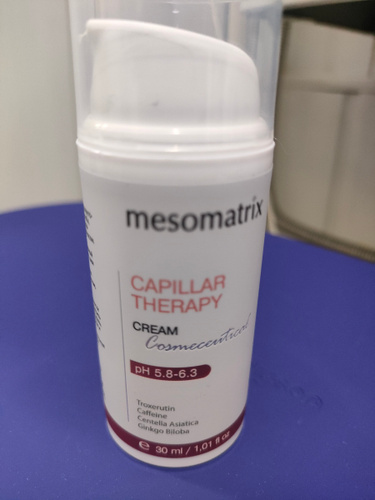 mesomatrix
CAPILLAR
THERAPY
CREAM
Cosmeceutical
pH 5.8-6.3
Troxerutin
Caffeine
Centella Asiatica
Ginkgo Biloba
e 30 ml / 1.01 fl oz